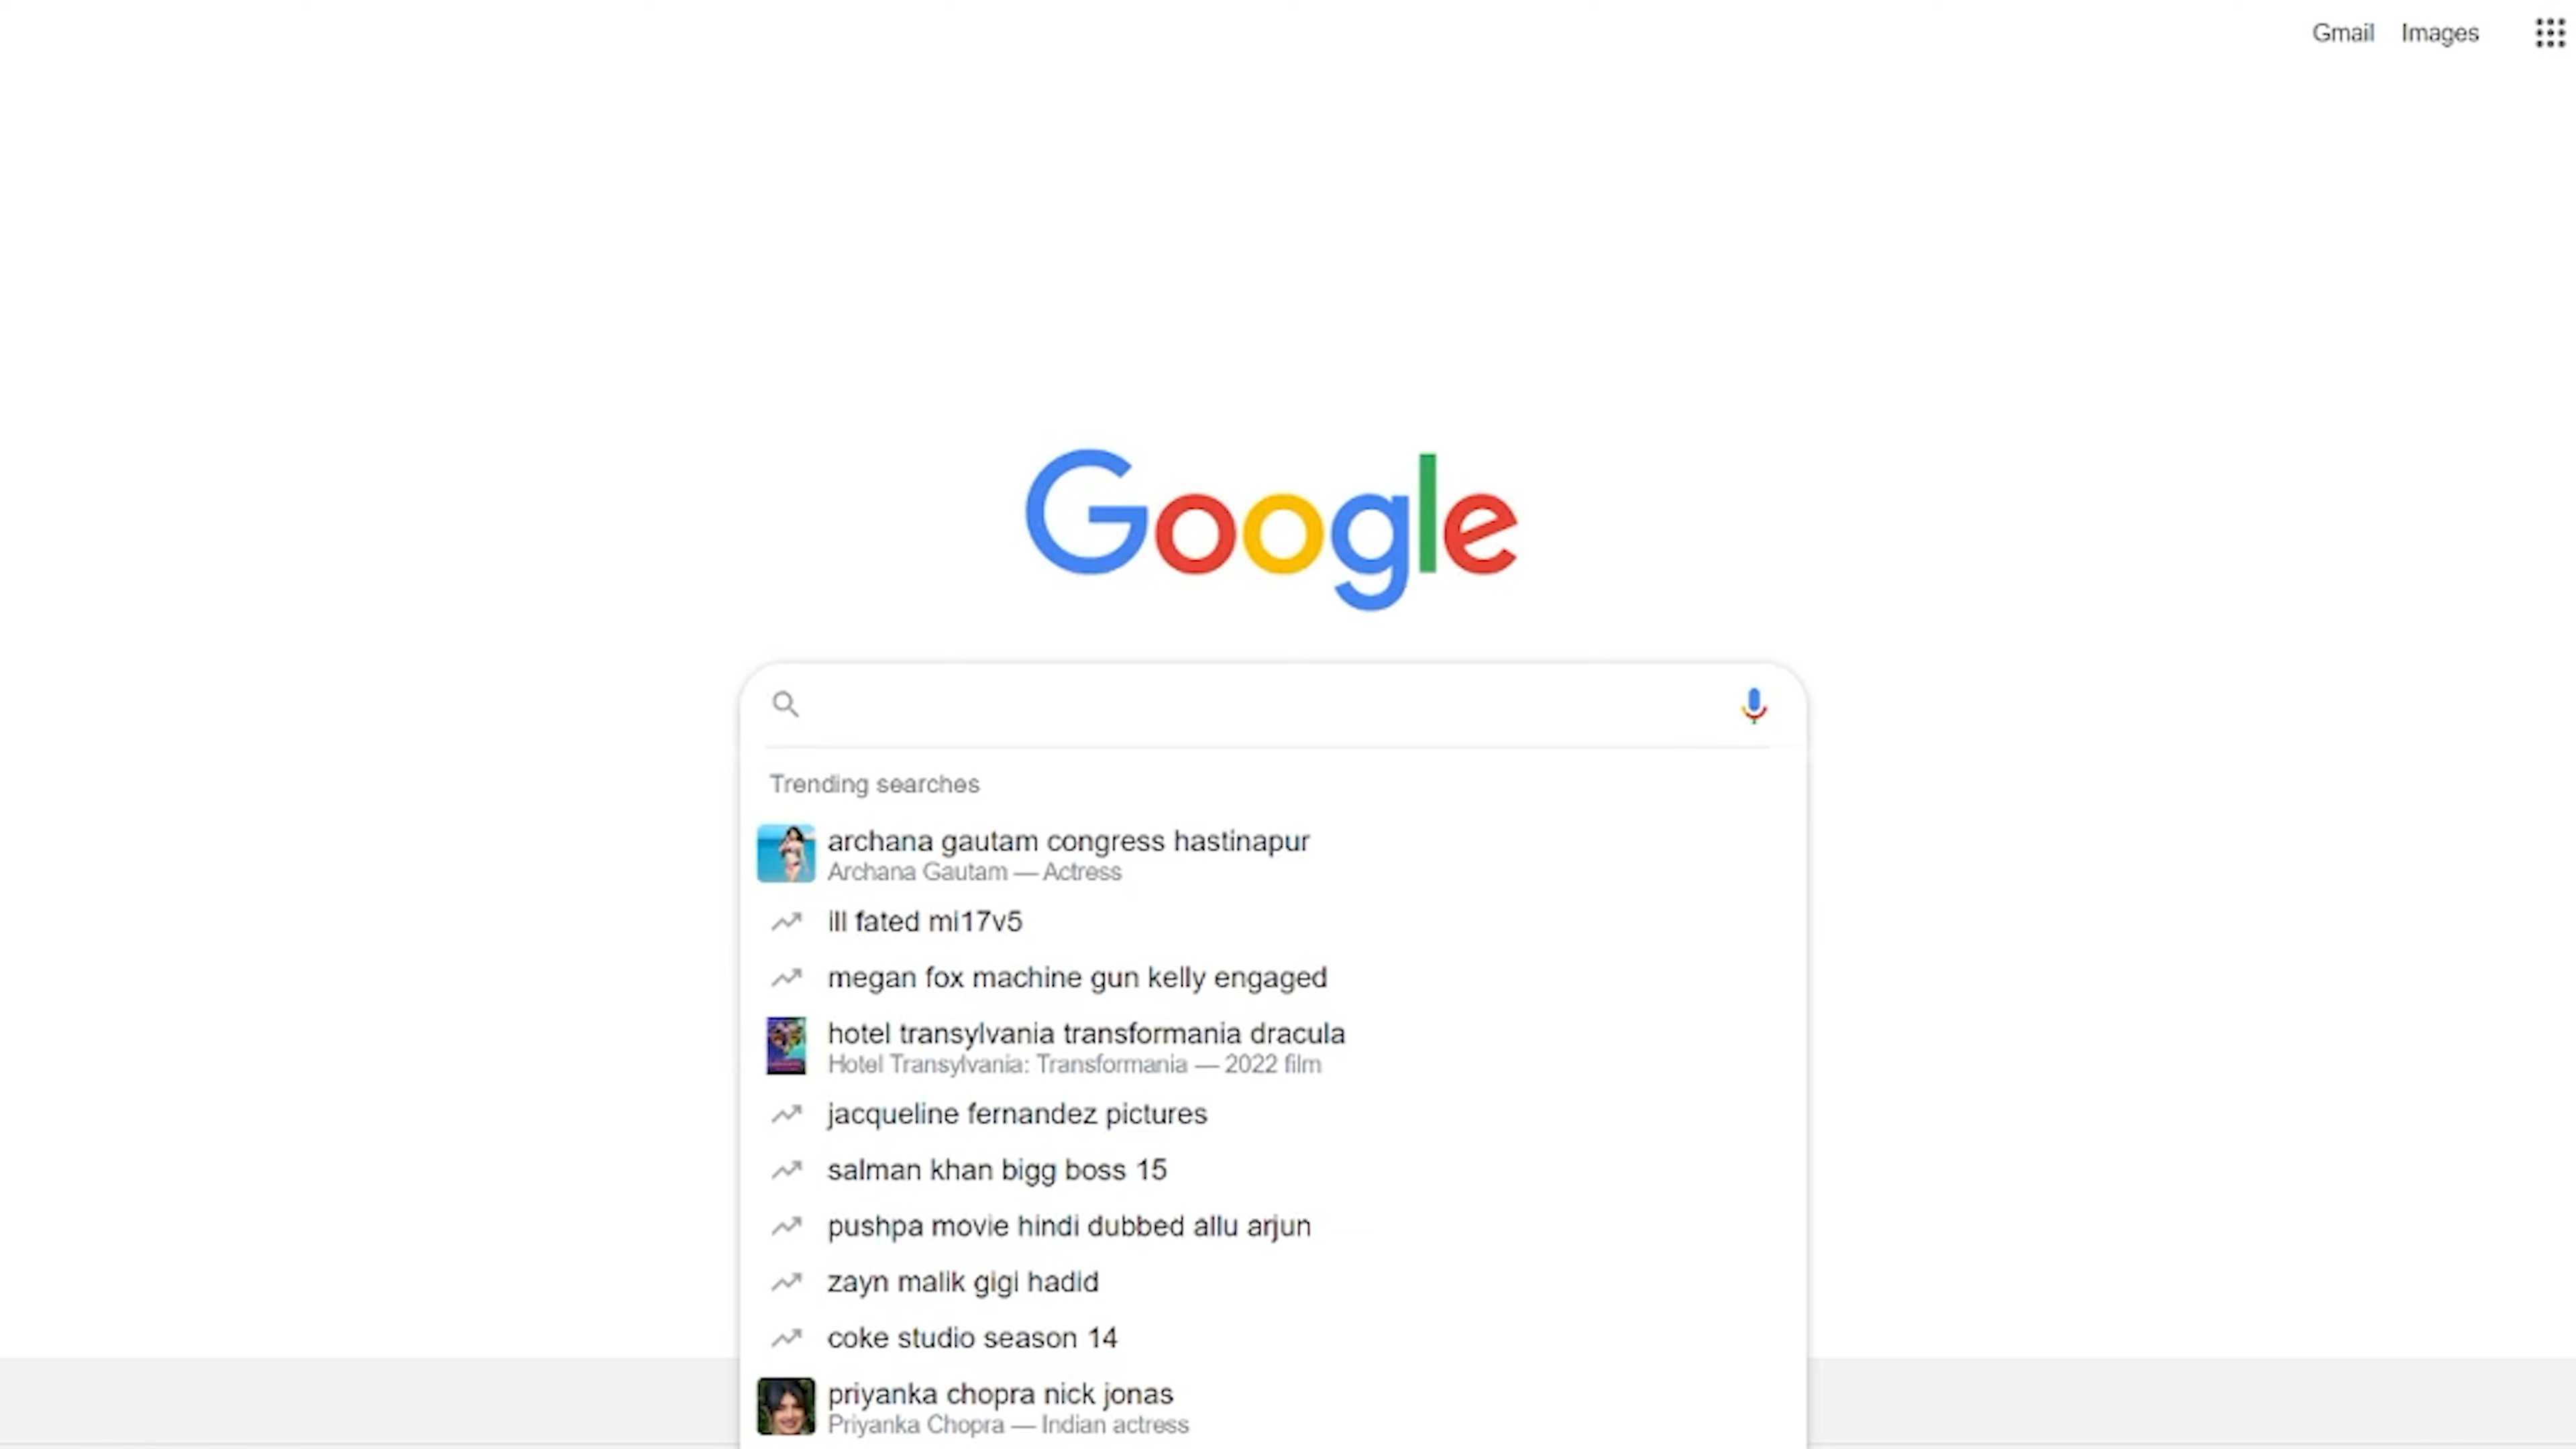 Gmail Images
Google
Trending searches
archana gautam congress hastinapur
Archana Gautam — Actress
ill fated mi17v5
megan fox machine gun kelly engaged
hotel transylvania transformania dracula
Hotel Transylvania: Transformania — 2022 film
jacqueline fernandez pictures
salman khan bigg boss 15
pushpa movie hindi dubbed allu arjun
zayn malik gigi hadid
coke studio season 14
priyanka chopra nick jonas
Priyanka Chopra — Indian actress